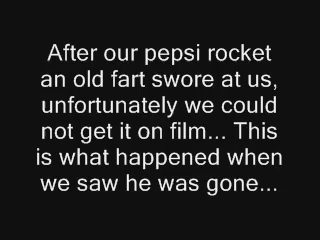 After our pepsi rocket
an old fart swore at us,
unfortunately we could
not get it on film... This
is what happened when
we saw he was gone...